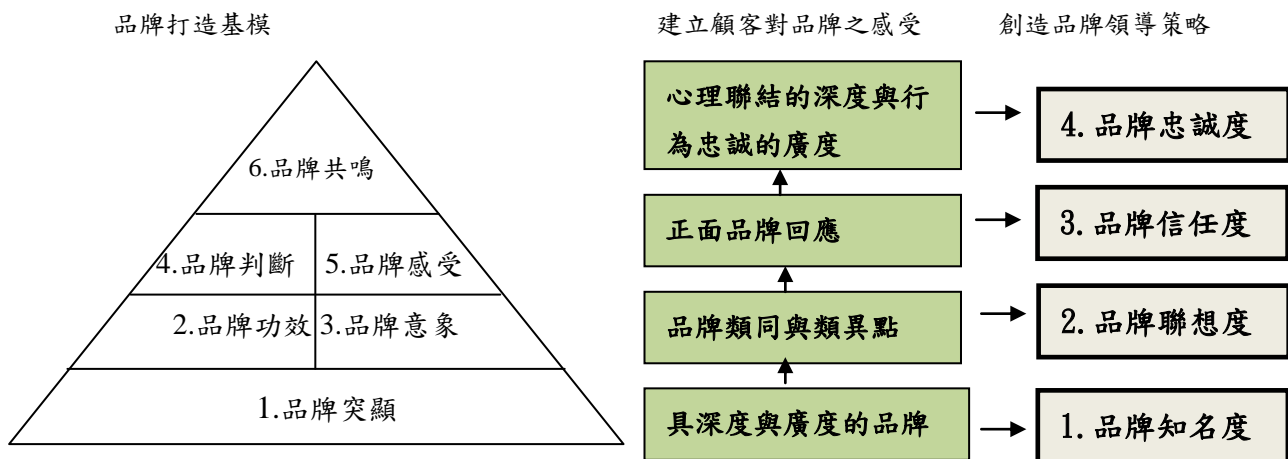 品牌打造基模
建立顧客對品牌之感受
創造品牌領導策略
6.品牌共鳴
4.品牌判斷
5.品牌感受
2.品牌功效
3.品牌意象
1.品牌突顯
心理聯結的深度與行
為忠誠的廣度
正面品牌回應
品牌類同與類異點
具深度與廣度的品牌
4.品牌忠誠度
3.品牌信任度
2.品牌聯想度
1.品牌知名度